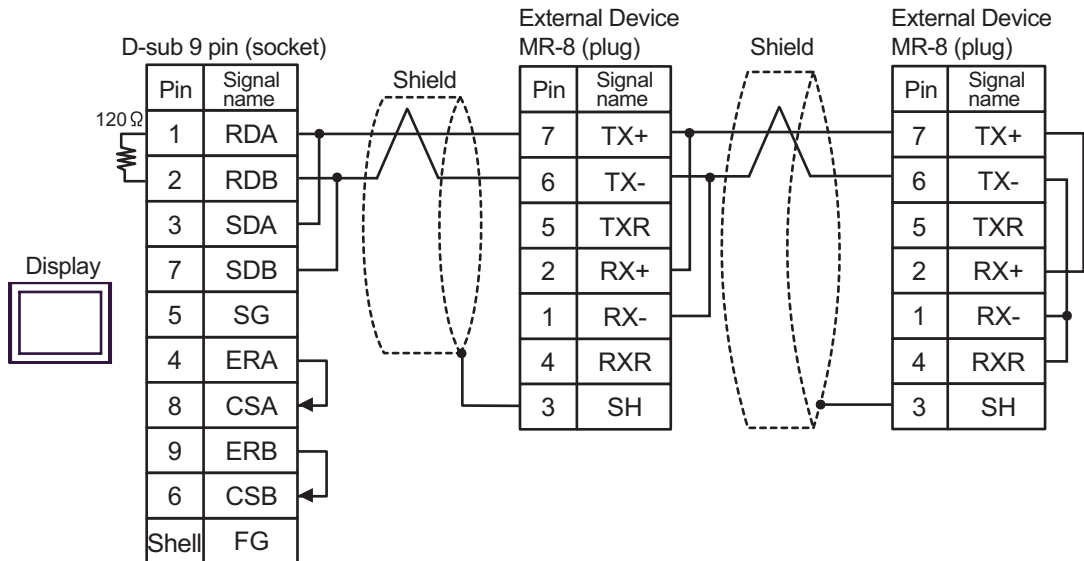 External Device
External Device
D-sub 9 pin (socket)
MR-8 (plug)
Shield
MR-8 (plug)
Shield
Pin Signal name
120Ω
1 RDA
2 RDB
3 SDA
7 SDB
5 SG
4 ERA
8 CSA
9 ERB
6 CSB
Shell FG
Display
Pin Signal name
7 TX+
6 TX-
5 TXR
2 RX+
1 RX-
4 RXR
3 SH
Pin Signal name
7 TX+
6 TX-
5 TXR
2 RX+
1 RX-
4 RXR
3 SH